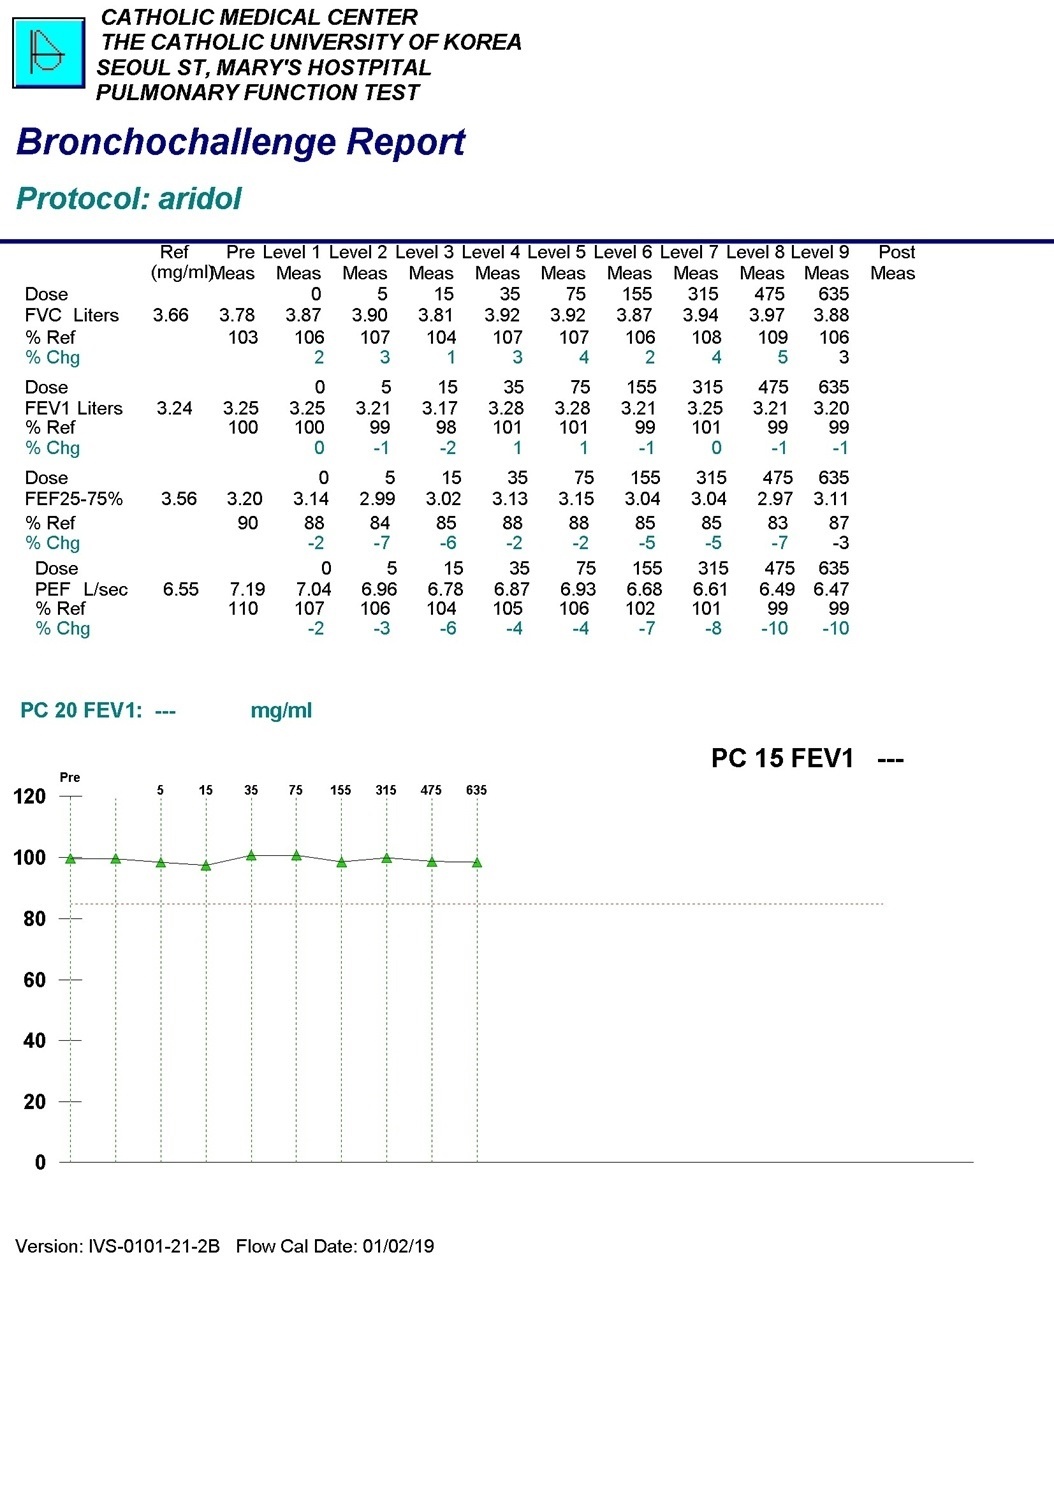 CATHOLIC MEDICAL CENTER
THE CATHOLIC UNIVERSITY OF KOREA
SEOUL ST, MARY'S HOSTPITAL
PULMONARY FUNCTION TEST
Bronchochallenge Report
Protocol: aridol
Ref Pre Level 1 Level 2 Level 3 Level 4 Level 5 Level 6 Level 7 Level 8 Level 9 Post
(mg/ml) Meas Meas Meas Meas Meas Meas Meas Meas Meas Meas Meas
Dose 0 5 15 35 75 155 315 475 635
FVC Liters 3.66 3.78 3.87 3.90 3.81 3.92 3.92 3.87 3.94 3.97 3.88
% Ref 103 106 107 104 107 107 106 108 109 106
% Chg 2 3 1 3 4 2 4 5 3
Dose 0 5 15 35 75 155 315 475 635
FEV1 Liters 3.24 3.25 3.25 3.21 3.17 3.28 3.28 3.21 3.25 3.21 3.20
% Ref 100 100 99 98 101 101 99 101 99 99
% Chg 0 -1 -2 1 1 -1 0 -1 -1
Dose 0 5 15 35 75 155 315 475 635
FEF25-75% 3.56 3.20 3.14 2.99 3.02 3.13 3.15 3.04 3.04 2.97 3.11
% Ref 90 88 84 85 88 88 85 85 83 87
% Chg -2 -7 -6 -2 -2 -5 -5 -7 -3
Dose 0 5 15 35 75 155 315 475 635
PEF L/sec 6.55 7.19 7.04 6.96 6.78 6.87 6.93 6.68 6.61 6.49 6.47
% Ref 110 107 106 104 105 106 102 101 99 99
% Chg -2 -3 -6 -4 -4 -7 -8 -10 -10
PC 20 FEV1: --- mg/ml
PC 15 FEV1 ---
Pre
5 15 35 75 155 315 475 635
120
100
80
60
40
20
0
Version: IVS-0101-21-2B Flow Cal Date: 01/02/19